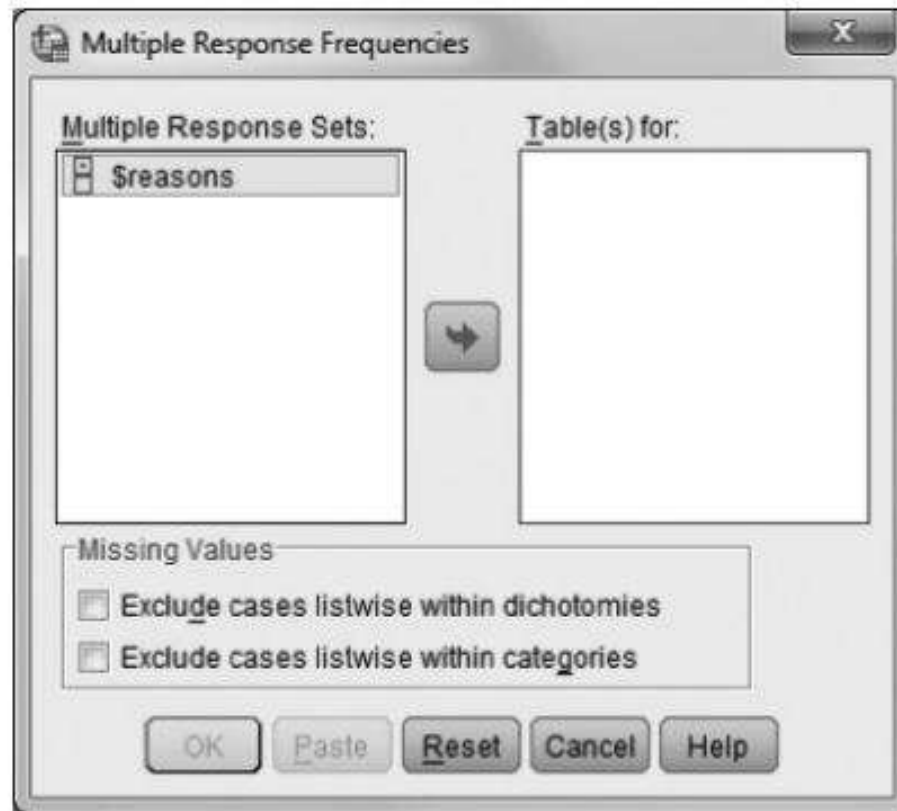 Multiple Response Frequencies
Multiple Response Sets:
Table(s) for:
$reasons
Missing Values
Exclude cases listwise within dichotomies
Exclude cases listwise within categories
OK Paste Reset Cancel Help